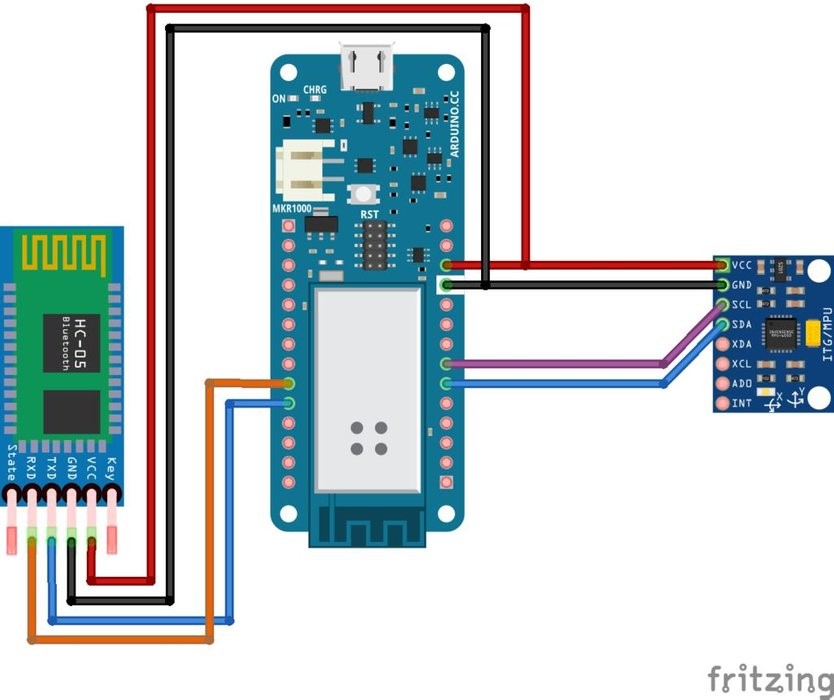 ON
CHRG
ARDUINO.CC
MKR1000
RST
HC-05
Bluetooth
State
RXD
TXD
GND
VCC
Key
VCC
GND
SCL
SDA
XDA
XCL
ADO
INT
ITG/MPU
X
Y
fritzing